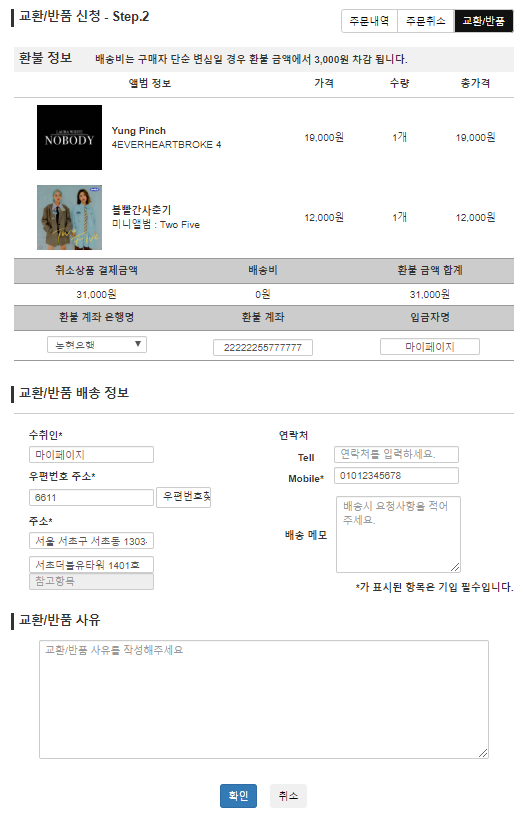 교환/반품 신청 - Step.2
주문내역 주문취소 교환/반품
환불 정보 배송비는 구매자 단순 변심일 경우 환불 금액에서 3,000원 차감 됩니다.
앨범 정보 가격 수량 총가격
NOBODY
Yung Pinch
4EVERHEARTBROKE 4
19,000원 1개 19,000원
Two Five
볼빨간사춘기
미니앨범 : Two Five
12,000원 1개 12,000원
취소상품 결제금액 배송비 환불 금액 합계
31,000원 0원 31,000원
환불 계좌 은행명 환불 계좌 입금자명
농협은행 22222255777777 마이페이지
교환/반품 배송 정보
수취인*
마이페이지
우편번호 주소*
6611 우편번호찾
주소*
서울 서초구 서초동 1303-
서초더블유타워 1401호
참고항목
연락처
Tell 연락처를 입력하세요.
Mobile* 01012345678
배송 메모 배송시 요청사항을 적어
주세요.
*가 표시된 항목은 기입 필수입니다.
교환/반품 사유
교환/반품 사유를 작성해주세요
확인 취소